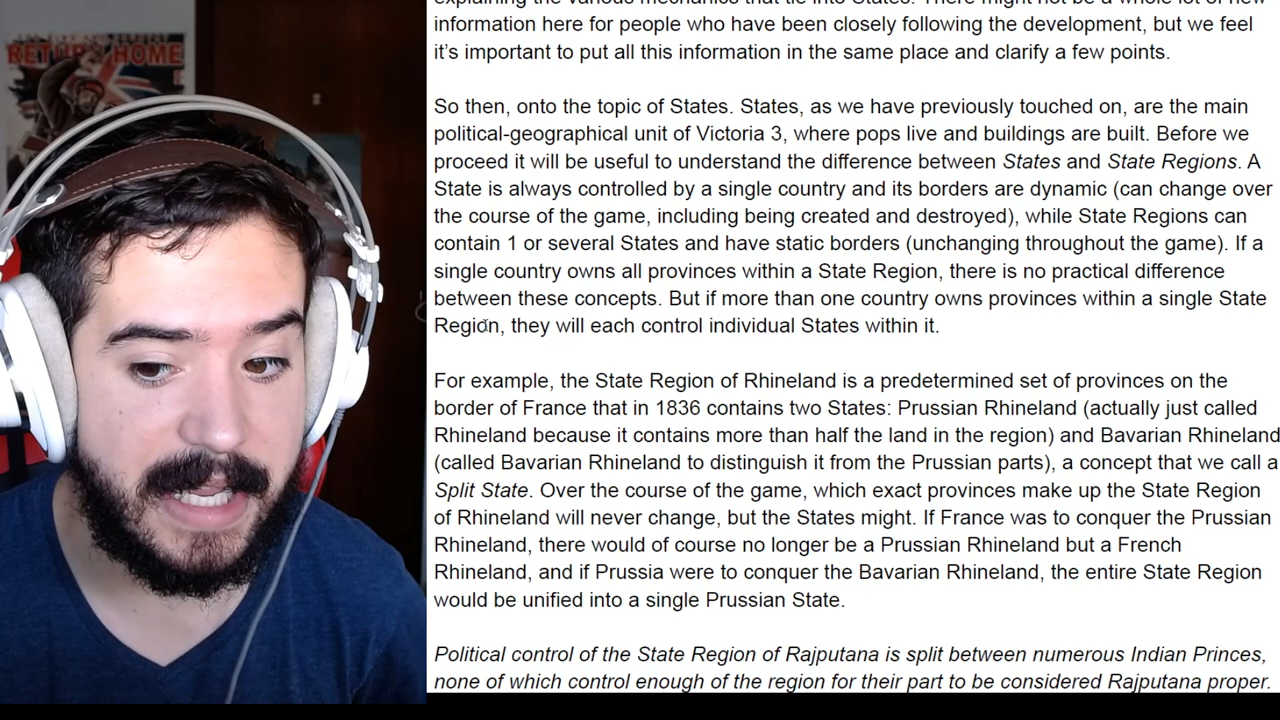 RETURN HOME
explaining the various mechanics that tie into States. There might not be a whole lot of new
information here for people who have been closely following the development, but we feel
it's important to put all this information in the same place and clarify a few points.
So then, onto the topic of States. States, as we have previously touched on, are the main
political-geographical unit of Victoria 3, where pops live and buildings are built. Before we
proceed it will be useful to understand the difference between States and State Regions. A
State is always controlled by a single country and its borders are dynamic (can change over
the course of the game, including being created and destroyed), while State Regions can
contain 1 or several States and have static borders (unchanging throughout the game). If a
single country owns all provinces within a State Region, there is no practical difference
between these concepts. But if more than one country owns provinces within a single State
Region, they will each control individual States within it.
For example, the State Region of Rhineland is a predetermined set of provinces on the
border of France that in 1836 contains two States: Prussian Rhineland (actually just called
Rhineland because it contains more than half the land in the region) and Bavarian Rhineland
(called Bavarian Rhineland to distinguish it from the Prussian parts), a concept that we call a
Split State. Over the course of the game, which exact provinces make up the State Region
of Rhineland will never change, but the States might. If France was to conquer the Prussian
Rhineland, there would of course no longer be a Prussian Rhineland but a French
Rhineland, and if Prussia were to conquer the Bavarian Rhineland, the entire State Region
would be unified into a single Prussian State.
Political control of the State Region of Rajputana is split between numerous Indian Princes,
none of which control enough of the region for their part to be considered Rajputana proper.